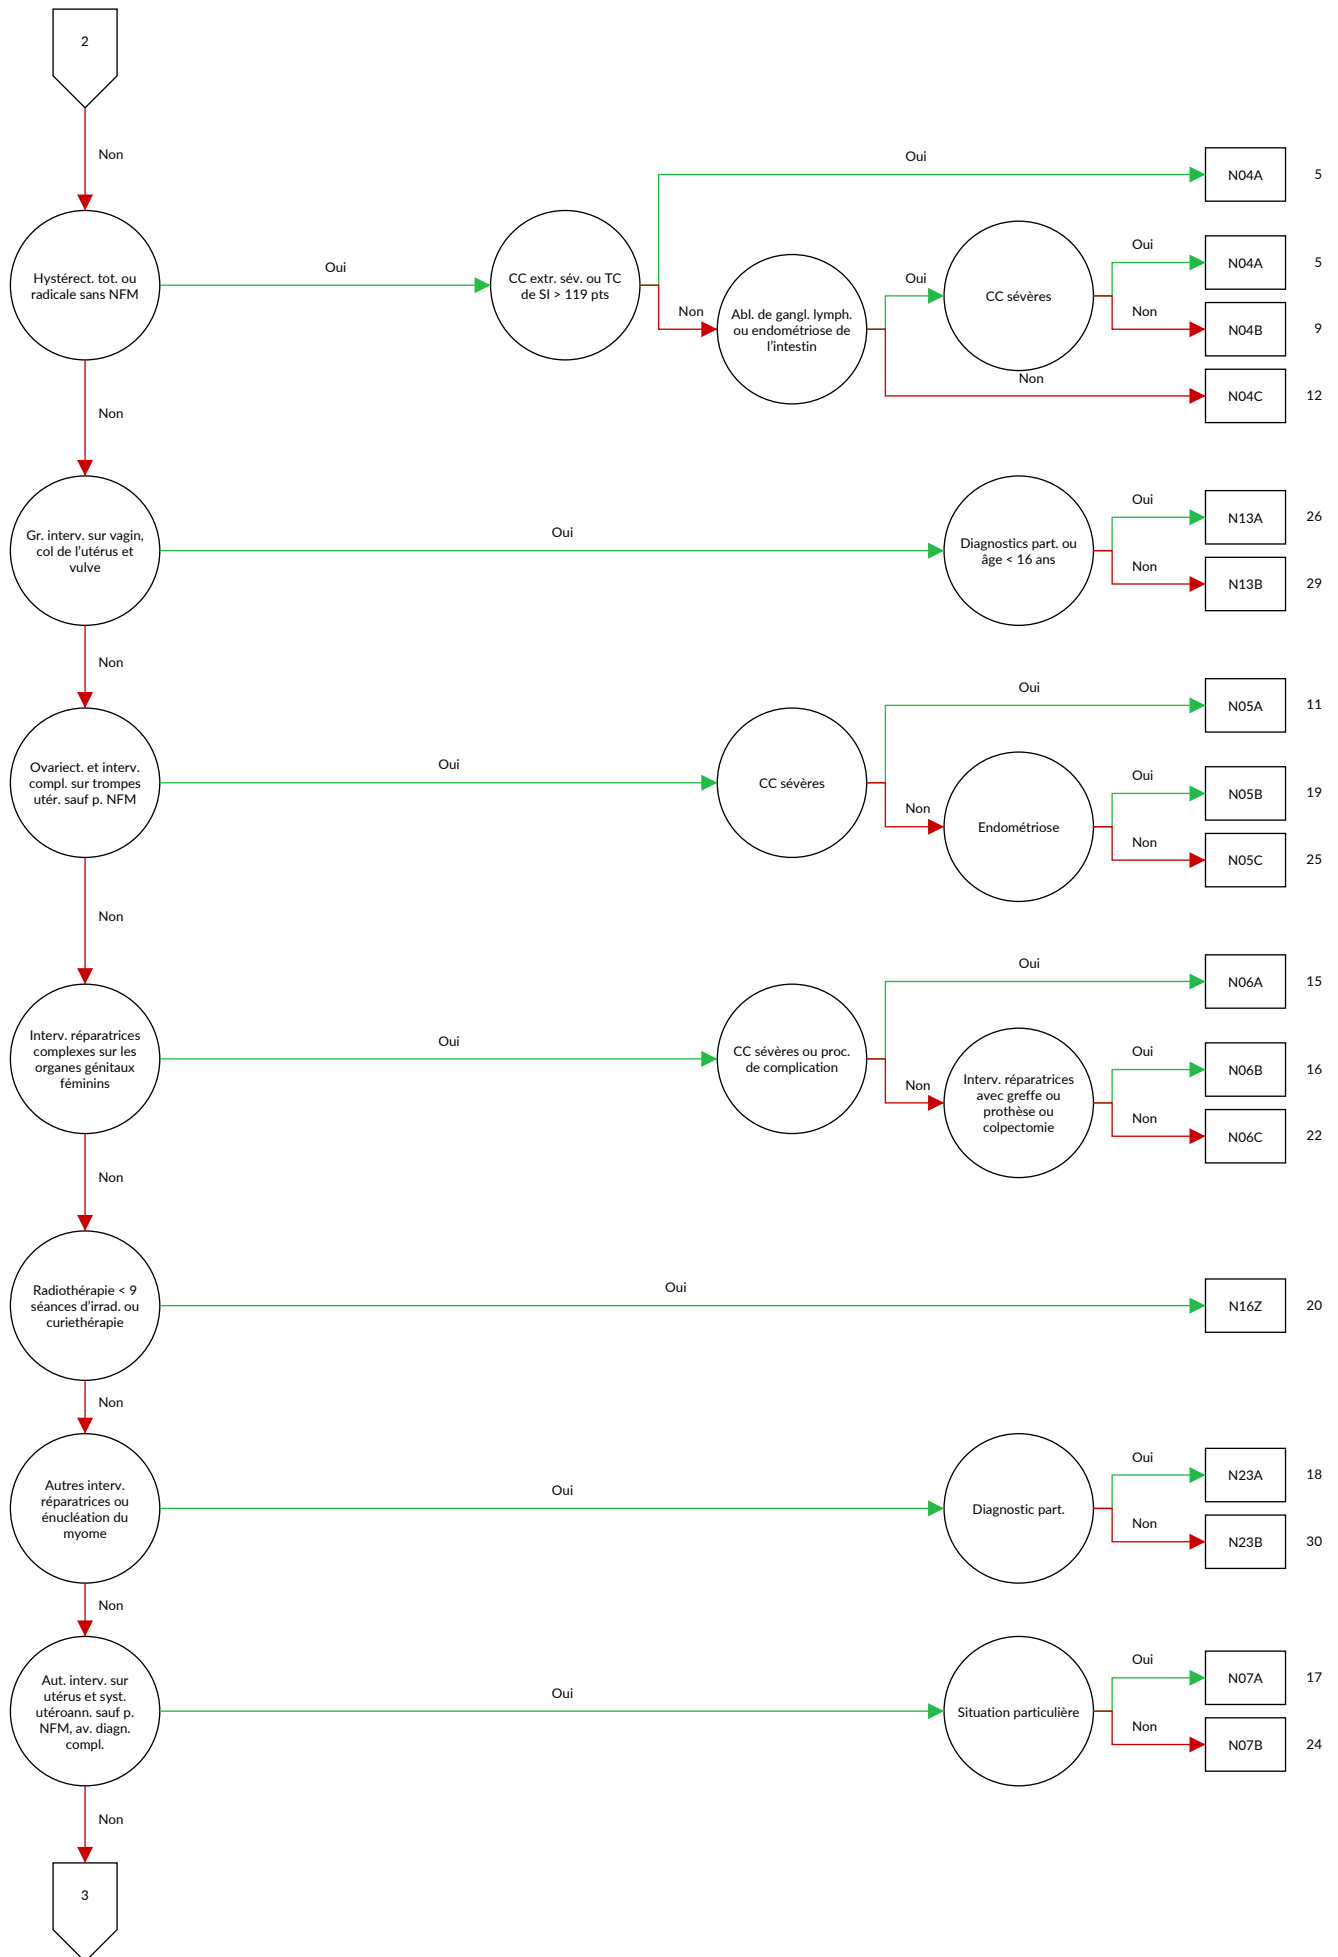 2
Non
Oui
N04A
5
Hystérect. tot. ou
radicale sans NFM
Oui
CC extr. sév. ou TC
de SI > 119 pts
Non
Abl. de gangl. lymph.
ou endométriose de
l'intestin
Oui
CC sévères
Oui
N04A
5
Non
N04B
9
Non
N04C
12
Non
Gr. interv. sur vagin,
col de l'utérus et
vulve
Oui
Diagnostics part. ou
âge < 16 ans
Oui
N13A
26
Non
N13B
29
Non
Ovariect. et interv.
compl. sur trompes
utér. sauf p. NFM
Oui
CC sévères
Oui
N05A
11
Non
Endométriose
Oui
N05B
19
Non
N05C
25
Non
Interv. réparatrices
complexes sur les
organes génitaux
féminins
Oui
CC sévères ou proc.
de complication
Oui
N06A
15
Non
Interv. réparatrices
avec greffe ou
prothèse ou
colpectomie
Oui
N06B
16
Non
N06C
22
Non
Radiothérapie < 9
séances d'irrad. ou
curiethérapie
Oui
N16Z
20
Non
Autres interv.
réparatrices ou
énucléation du
myome
Oui
Diagnostic part.
Oui
N23A
18
Non
N23B
30
Non
Aut. interv. sur
utérus et syst.
utéroann. sauf p.
NFM, av. diagn.
compl.
Oui
Situation particulière
Oui
N07A
17
Non
N07B
24
Non
3